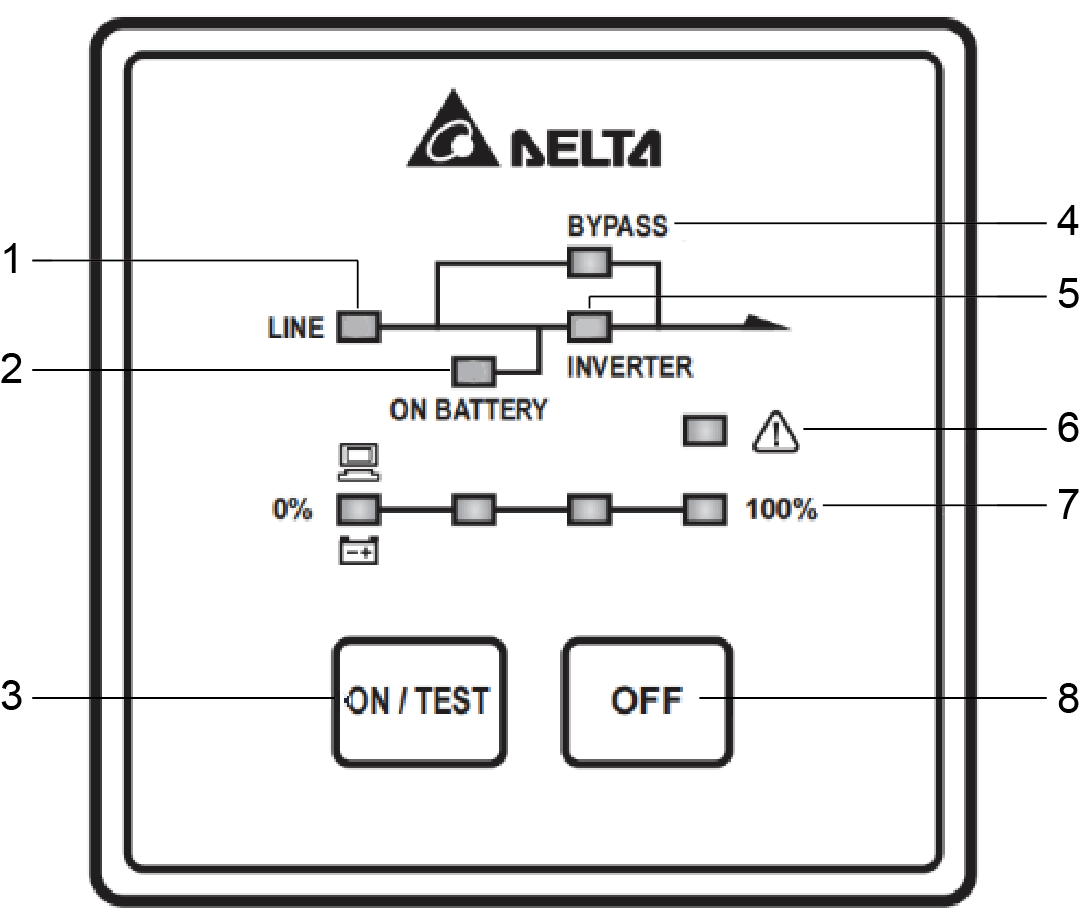 DELTA
BYPASS 4
1
5
LINE
2
INVERTER
ON BATTERY
6
0% 100% 7
3 ON / TEST OFF 8